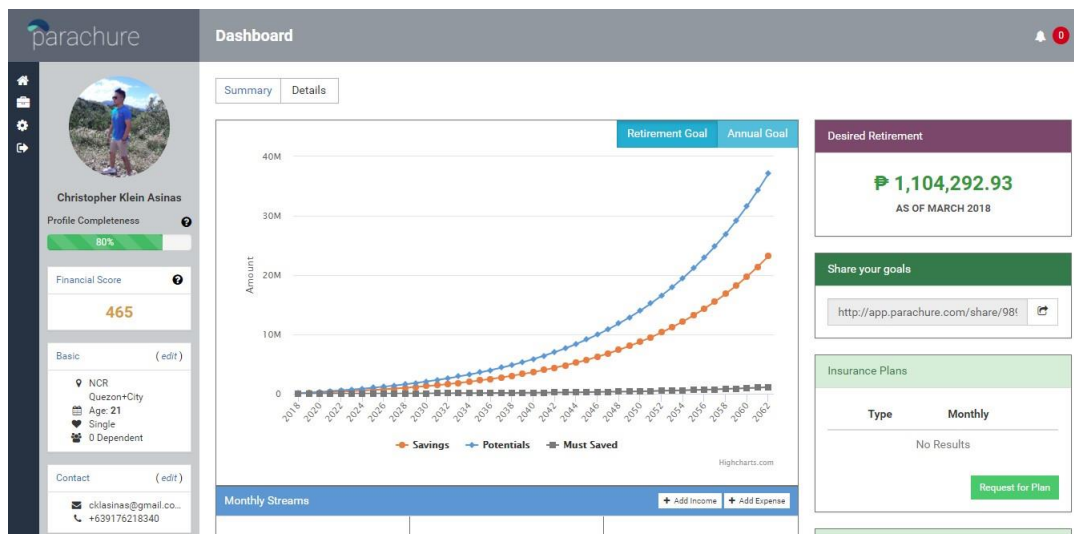 parachure
Dashboard
0
Christopher Klein Asinas
Profile Completeness
80%
Financial Score
465
Basic (edit)
NCR
Quezon+City
Age: 21
Single
0 Dependent
Contact (edit)
cklasinas@gmail.co...
+639176218340
Summary Details
Retirement Goal Annual Goal
Amount
40M
30M
20M
10M
0
2018 2020 2022 2024 2026 2028 2030 2032 2034 2036 2038 2040 2042 2044 2046 2048 2050 2052 2054 2056 2058 2060 2062
Savings Potentials Must Saved
Highcharts.com
Monthly Streams + Add Income + Add Expense
Desired Retirement
₱ 1,104,292.93
AS OF MARCH 2018
Share your goals
http://app.parachure.com/share/989
Insurance Plans
Type Monthly
No Results
Request for Plan